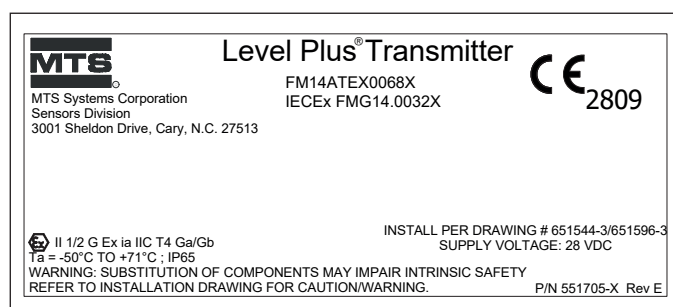 MTS
Level Plus® Transmitter
FM14ATEX0068X
IECEx FMG14.0032X
CE
2809
MTS Systems Corporation
Sensors Division
3001 Sheldon Drive, Cary, N.C. 27513
INSTALL PER DRAWING # 651544-3/651596-3
SUPPLY VOLTAGE: 28 VDC
Ex II 1/2 G Ex ia IIC T4 Ga/Gb
Ta = -50°C TO +71°C ; IP65
WARNING: SUBSTITUTION OF COMPONENTS MAY IMPAIR INTRINSIC SAFETY
REFER TO INSTALLATION DRAWING FOR CAUTION/WARNING.
P/N 551705-X Rev E